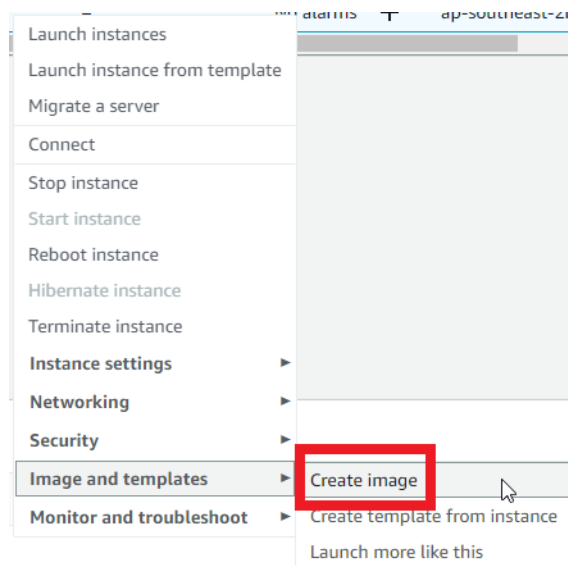 alarms + ap-southeast-2
Launch instances
Launch instance from template
Migrate a server
Connect
Stop instance
Start instance
Reboot instance
Hibernate instance
Terminate instance
Instance settings
Networking
Security
Image and templates
Create image
Monitor and troubleshoot
Create template from instance
Launch more like this